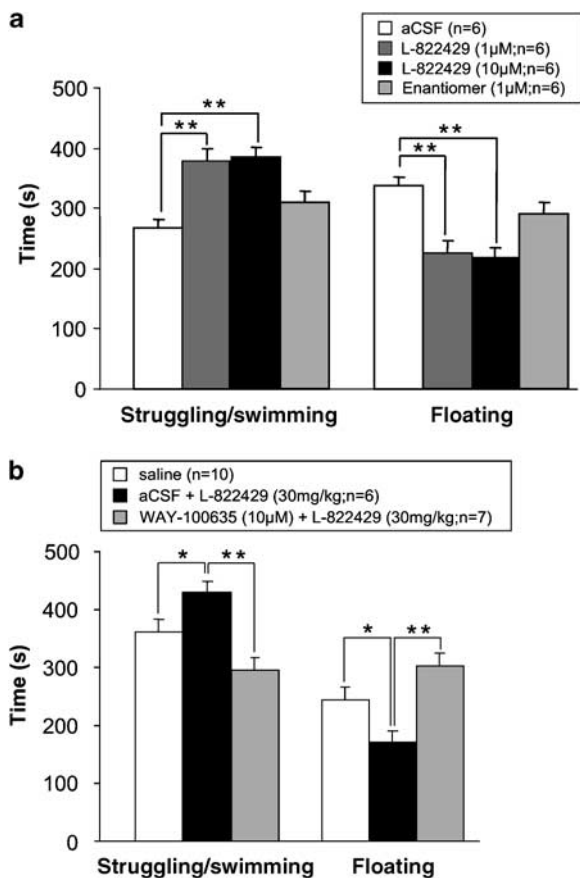 a
aCSF (n=6)
L-822429 (1µM;n=6)
L-822429 (10µM;n=6)
Enantiomer (1µM;n=6)
500
400
300
200
100
0
Time (s)
**
**
**
**
Struggling/swimming
Floating
b
saline (n=10)
aCSF + L-822429 (30mg/kg;n=6)
WAY-100635 (10µM) + L-822429 (30mg/kg;n=7)
500
400
300
200
100
0
Time (s)
*
**
*
**
Struggling/swimming
Floating